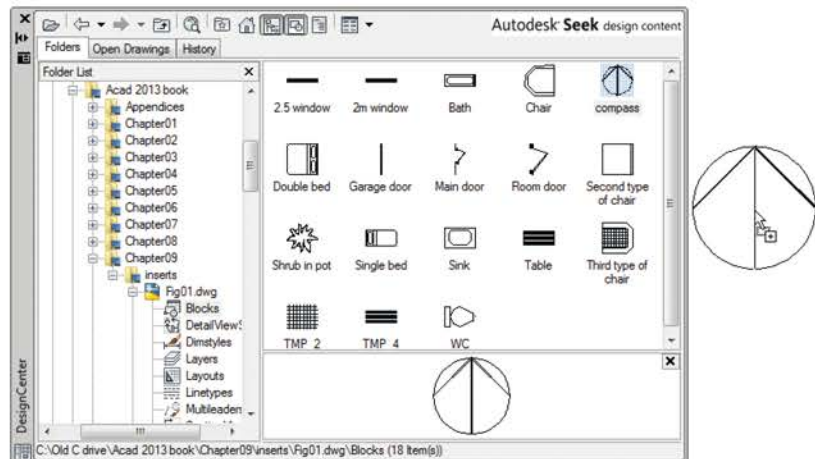 Autodesk Seek design content
Folders Open Drawings History
Folder List
Acad 2013 book
Appendices
Chapter01
Chapter02
Chapter03
Chapter04
Chapter05
Chapter06
Chapter07
Chapter08
Chapter09
inserts
Fig01.dwg
Blocks
DetailViewS
Dimstyles
Layers
Layouts
Linetypes
Multileader
2.5 window 2m window Bath Chair compass
Double bed Garage door Main door Room door Second type
of chair
Shrub in pot Single bed Sink Table Third type of
chair
TMP_2 TMP_4 WC
DesignCenter
C:\Old C drive\Acad 2013 book\Chapter09\inserts\Fig01.dwg\Blocks (18 Item(s))